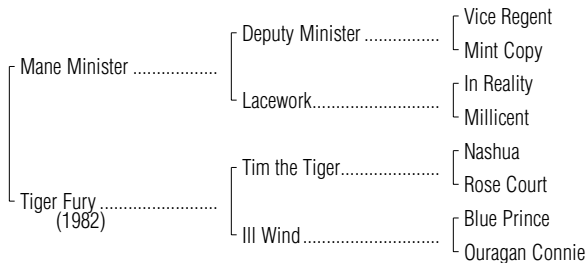 Vice Regent
Deputy Minister ................
Mint Copy
Mane Minister ..................
In Reality
Lacework...........................
Millicent
Nashua
Tim the Tiger.....................
Rose Court
Tiger Fury .........................
(1982)
Blue Prince
Ill Wind.............................
Ouragan Connie